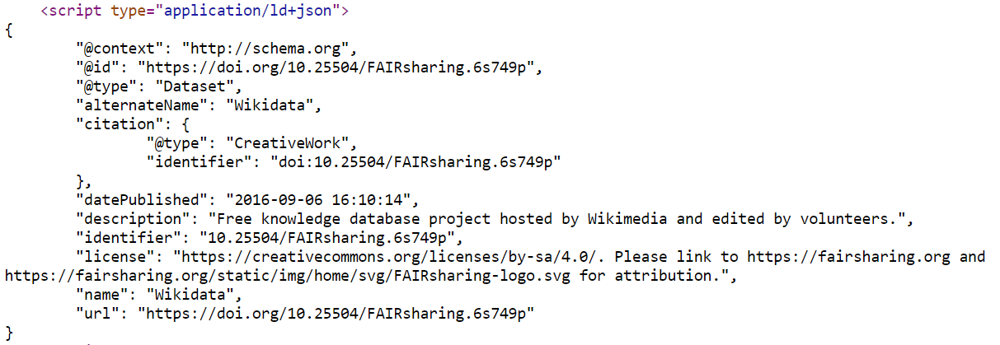 <script type="application/ld+json">
{
"@context": "http://schema.org",
"@id": "https://doi.org/10.25504/FAIRsharing.6s749p",
"@type": "Dataset",
"alternateName": "Wikidata",
"citation": {
"@type": "CreativeWork",
"identifier": "doi:10.25504/FAIRsharing.6s749p"
},
"datePublished": "2016-09-06 16:10:14",
"description": "Free knowledge database project hosted by Wikimedia and edited by volunteers.",
"identifier": "10.25504/FAIRsharing.6s749p",
"license": "https://creativecommons.org/licenses/by-sa/4.0/. Please link to https://fairsharing.org and
https://fairsharing.org/static/img/home/svg/FAIRsharing-logo.svg for attribution.",
"name": "Wikidata",
"url": "https://doi.org/10.25504/FAIRsharing.6s749p"
}